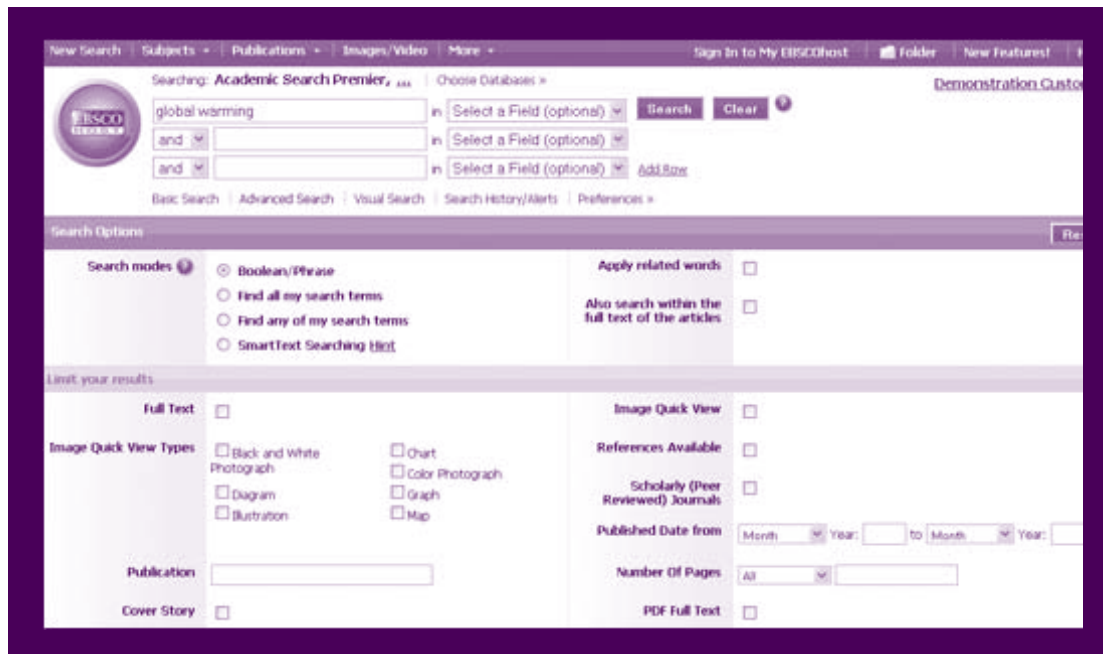 New Search Subjects Publications Images/Video More Sign In to My EBSCOhost Folder New Features!
Searching: Academic Search Premier, ... Choose Databases »
Demonstration Custo
EBSCO
HOST
global warming in Select a Field (optional) Search Clear ?
and in Select a Field (optional)
and in Select a Field (optional) Add Row
Basic Search Advanced Search Visual Search Search History/Alerts Preferences »
Search Options Re
Search modes ? Boolean/Phrase
Find all my search terms
Find any of my search terms
SmartText Searching Hint
Apply related words
Also search within the
full text of the articles
Limit your results
Full Text
Image Quick View
Image Quick View Types Black and White
Photograph
Chart
Color Photograph
Diagram Graph
Illustration Map
References Available
Scholarly (Peer
Reviewed) Journals
Published Date from Month Year: to Month Year:
Publication
Number Of Pages All
Cover Story
PDF Full Text